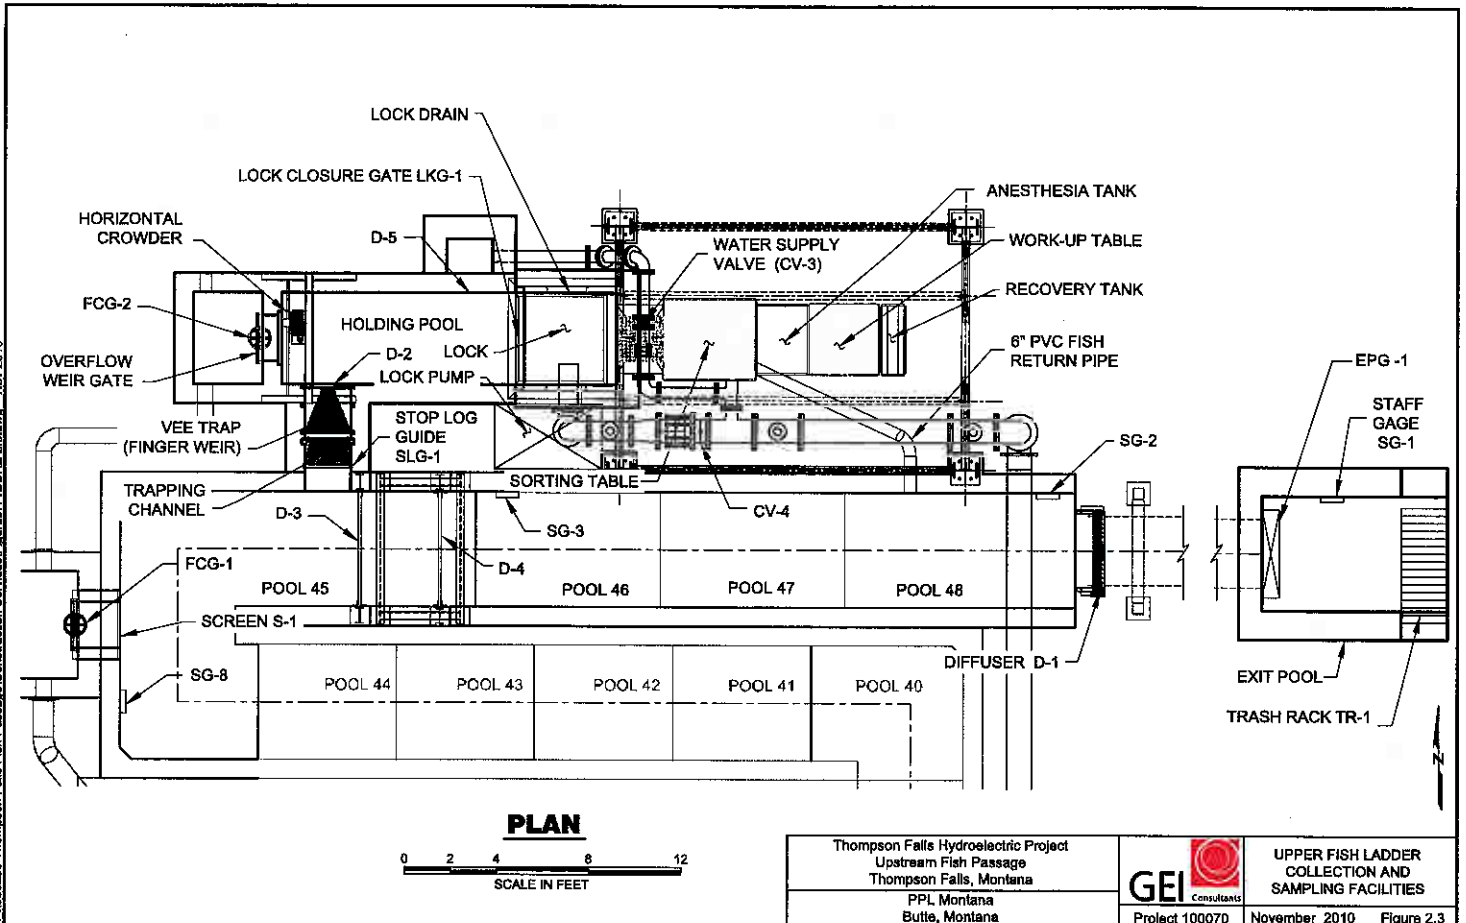 LOCK DRAIN
LOCK CLOSURE GATE LKG-1
ANESTHESIA TANK
HORIZONTAL
CROWDER
D-5
WATER SUPPLY
VALVE (CV-3)
WORK-UP TABLE
RECOVERY TANK
FCG-2
HOLDING POOL
D-2
LOCK
6" PVC FISH
RETURN PIPE
OVERFLOW
WEIR GATE
LOCK PUMP
EPG -1
VEE TRAP
(FINGER WEIR)
STOP LOG
GUIDE
SLG-1
STAFF
GAGE
SG-1
SG-2
TRAPPING
CHANNEL
SORTING TABLE
D-3
SG-3
CV-4
D-4
FCG-1
POOL 45
POOL 46
POOL 47
POOL 48
SCREEN S-1
SG-8
DIFFUSER D-1
EXIT POOL
POOL 44
POOL 43
POOL 42
POOL 41
POOL 40
TRASH RACK TR-1
N
PLAN
0 2 4 8 12
SCALE IN FEET
Thompson Falls Hydroelectric Project
Upstream Fish Passage
Thompson Falls, Montana
PPL Montana
Butte, Montana
GEI Consultants
UPPER FISH LADDER
COLLECTION AND
SAMPLING FACILITIES
Project 100070
November 2010
Figure 2.3